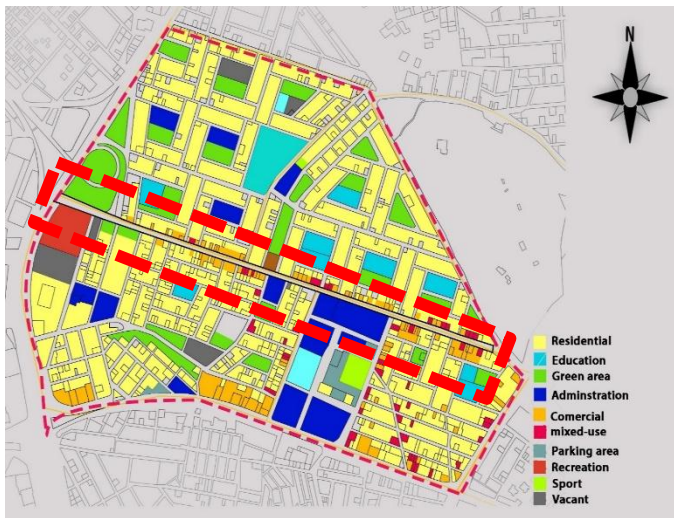 N
Residential
Education
Green area
Adminstration
Comercial
mixed-use
Parking area
Recreation
Sport
Vacant